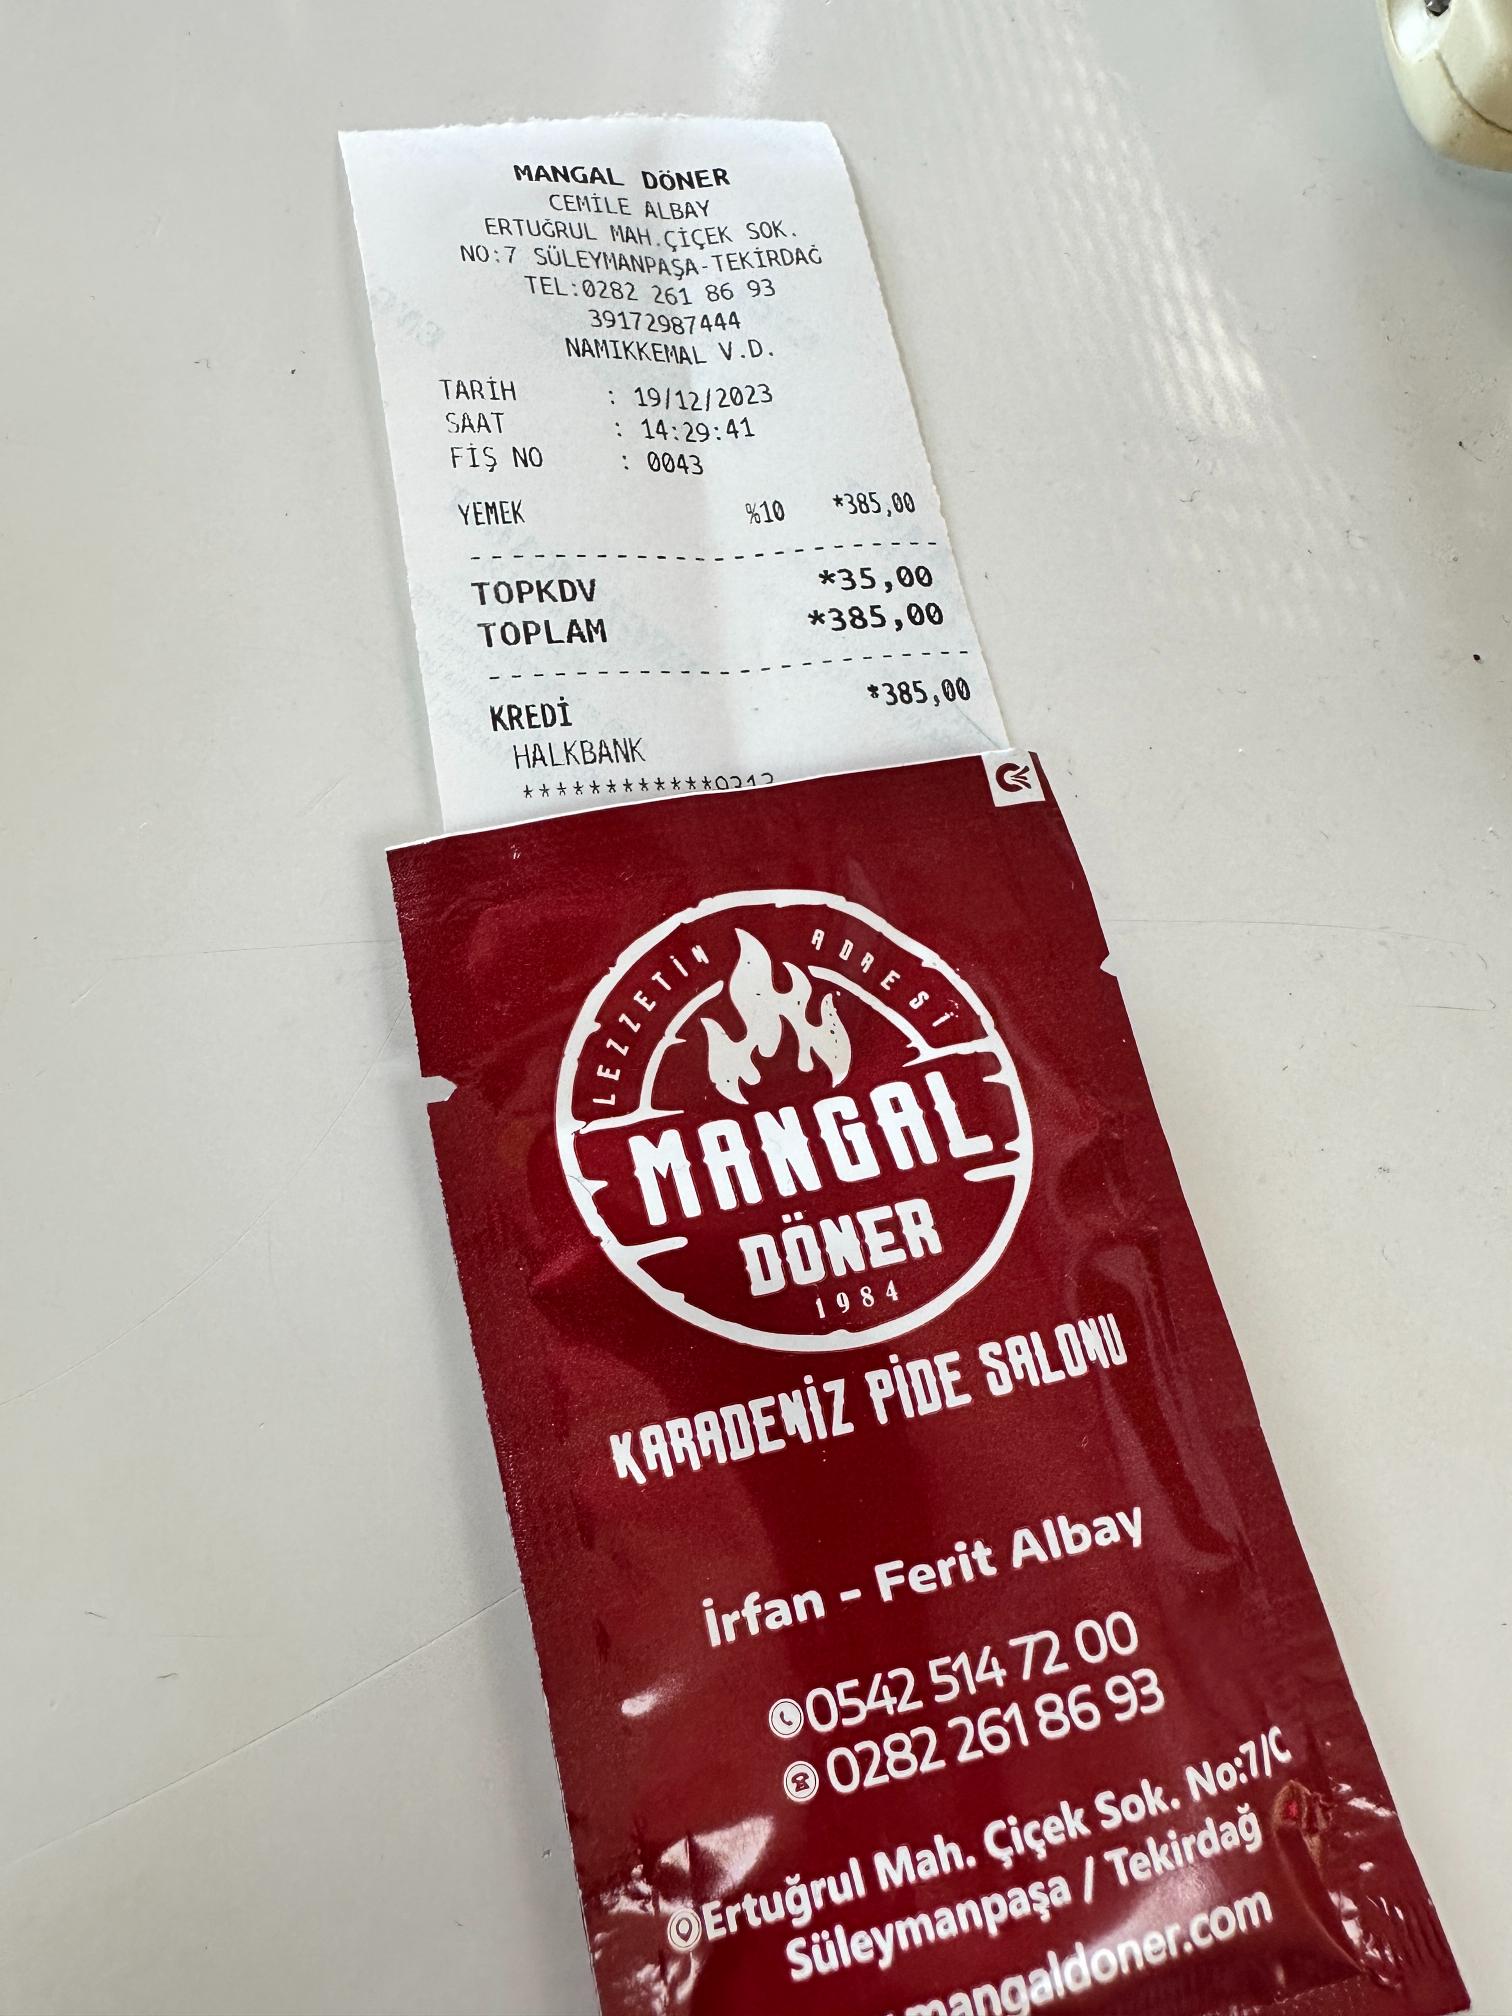 MANGAL DÖNER
CEMİLE ALBAY
ERTUĞRUL MAH.ÇİÇEK SOK.
NO:7 SÜLEYMANPAŞA-TEKİRDAĞ
TEL:0282 261 86 93
39172987444
NAMIKKEMAL V.D.
TARİH : 19/12/2023
SAAT : 14:29:41
FİŞ NO : 0043
YEMEK %10 *385,00
TOPKDV *35,00
TOPLAM *385,00
KREDİ *385,00
HALKBANK
LEZZETİN ADRESİ
MANGAL
DÖNER
1984
KARADENİZ PİDE SALONU
İrfan - Ferit Albay
0542 514 72 00
0282 261 86 93
Ertuğrul Mah. Çiçek Sok. No:7/C
Süleymanpaşa / Tekirdağ
mangaldoner.com